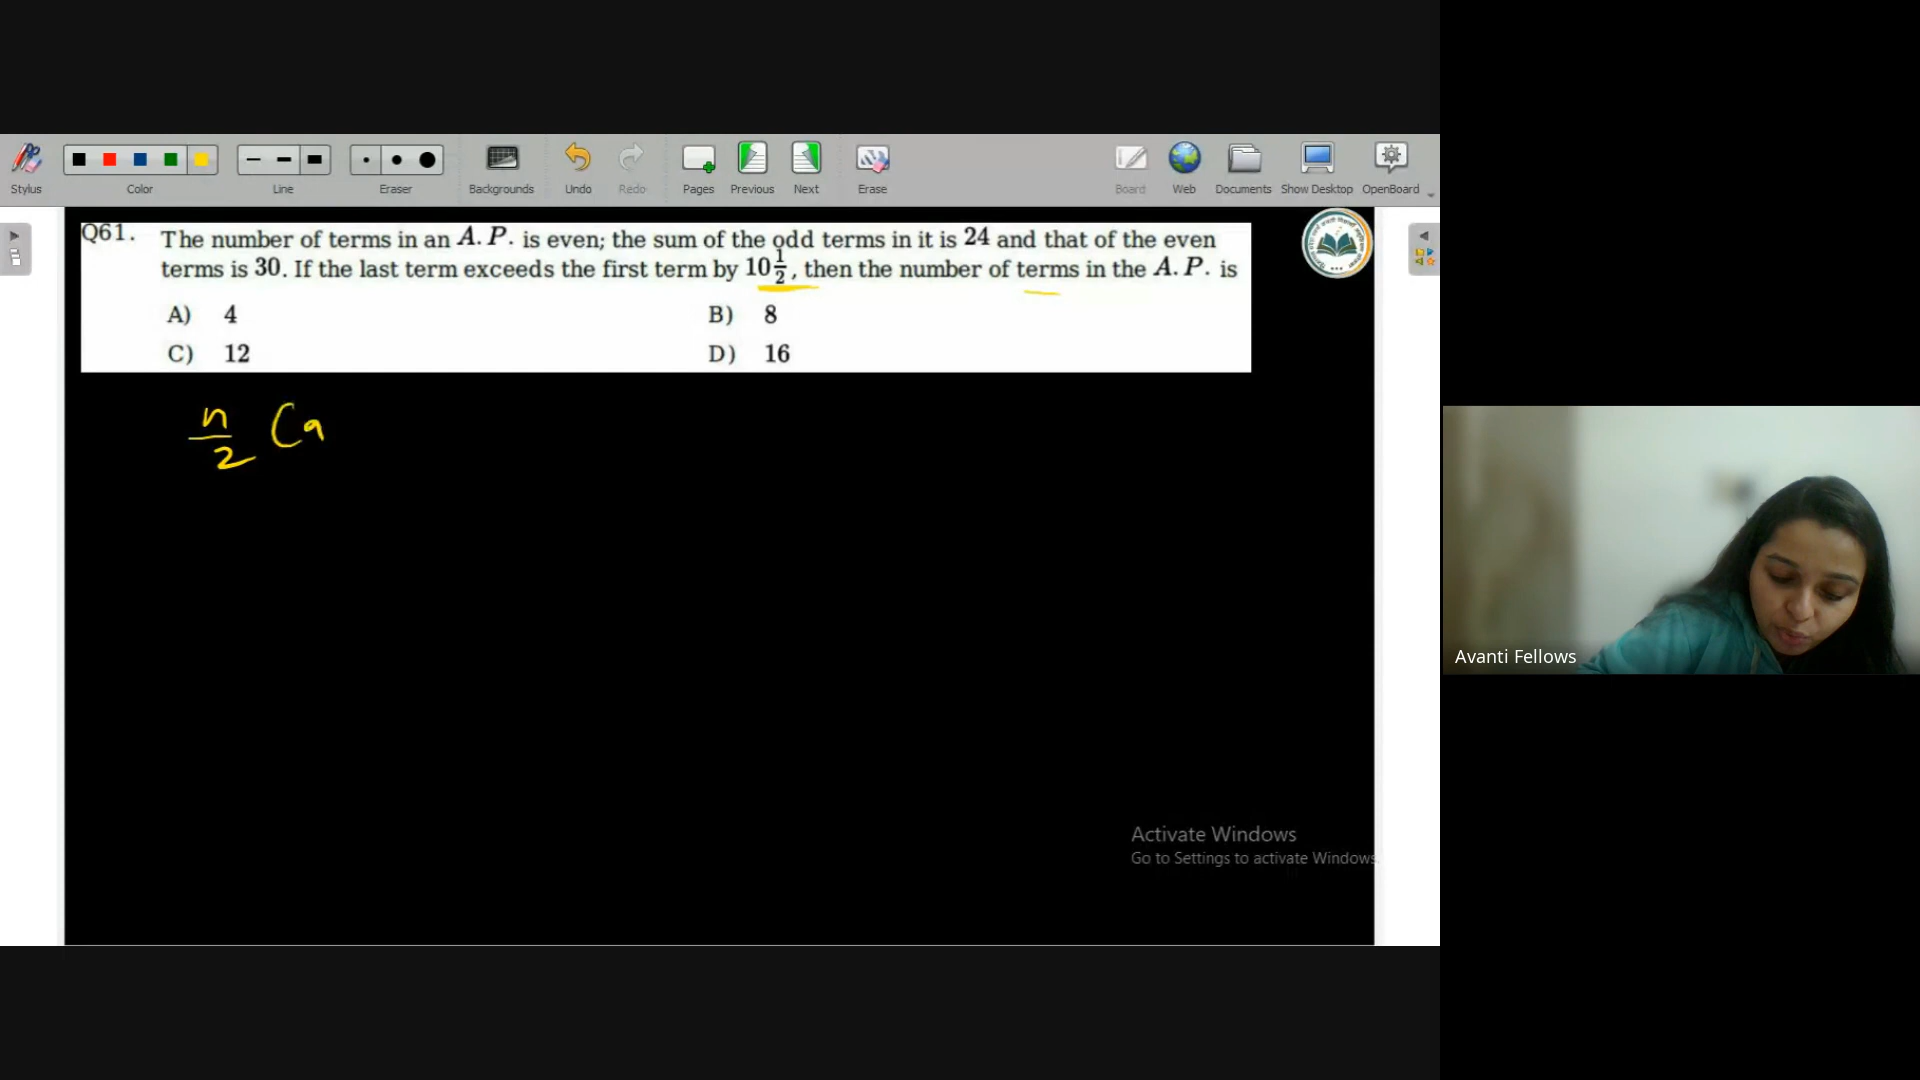 Stylus Color Line Eraser Backgrounds Undo Redo Pages Previous Next Erase Board Web Documents Show Desktop OpenBoard
Q61. The number of terms in an A.P. is even; the sum of the odd terms in it is 24 and that of the even
terms is 30. If the last term exceeds the first term by 10 1/2, then the number of terms in the A.P. is
A) 4 B) 8
C) 12 D) 16
n/2 (a
Avanti Fellows
Activate Windows
Go to Settings to activate Windows.